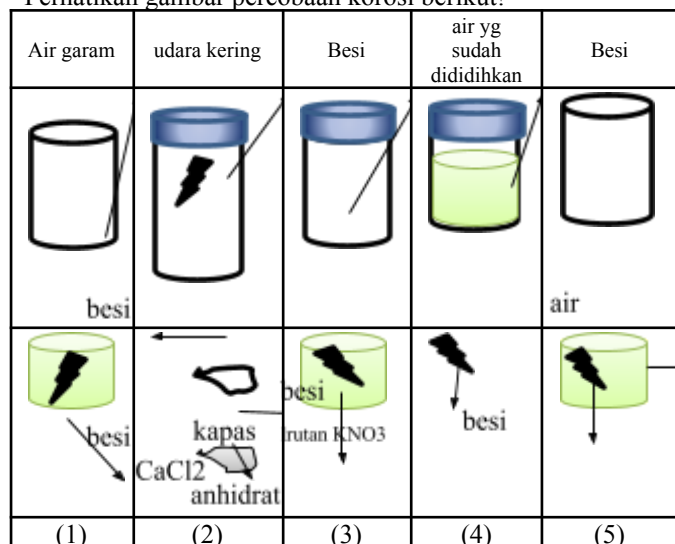 Perhatikan gambar percobaan korosi berikut!
Air garam
udara kering
Besi
air yg
sudah
dididihkan
Besi
besi
air
besi
kapas
CaCl2
anhidrat
besi
lrutan KNO3
besi
(1)
(2)
(3)
(4)
(5)